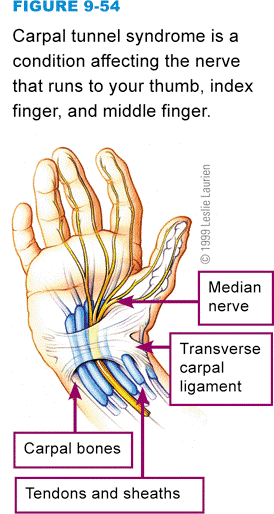 FIGURE 9-54
Carpal tunnel syndrome is a
condition affecting the nerve
that runs to your thumb, index
finger, and middle finger.
© 1999 Leslie Laurien
Median
nerve
Transverse
carpal
ligament
Carpal bones
Tendons and sheaths